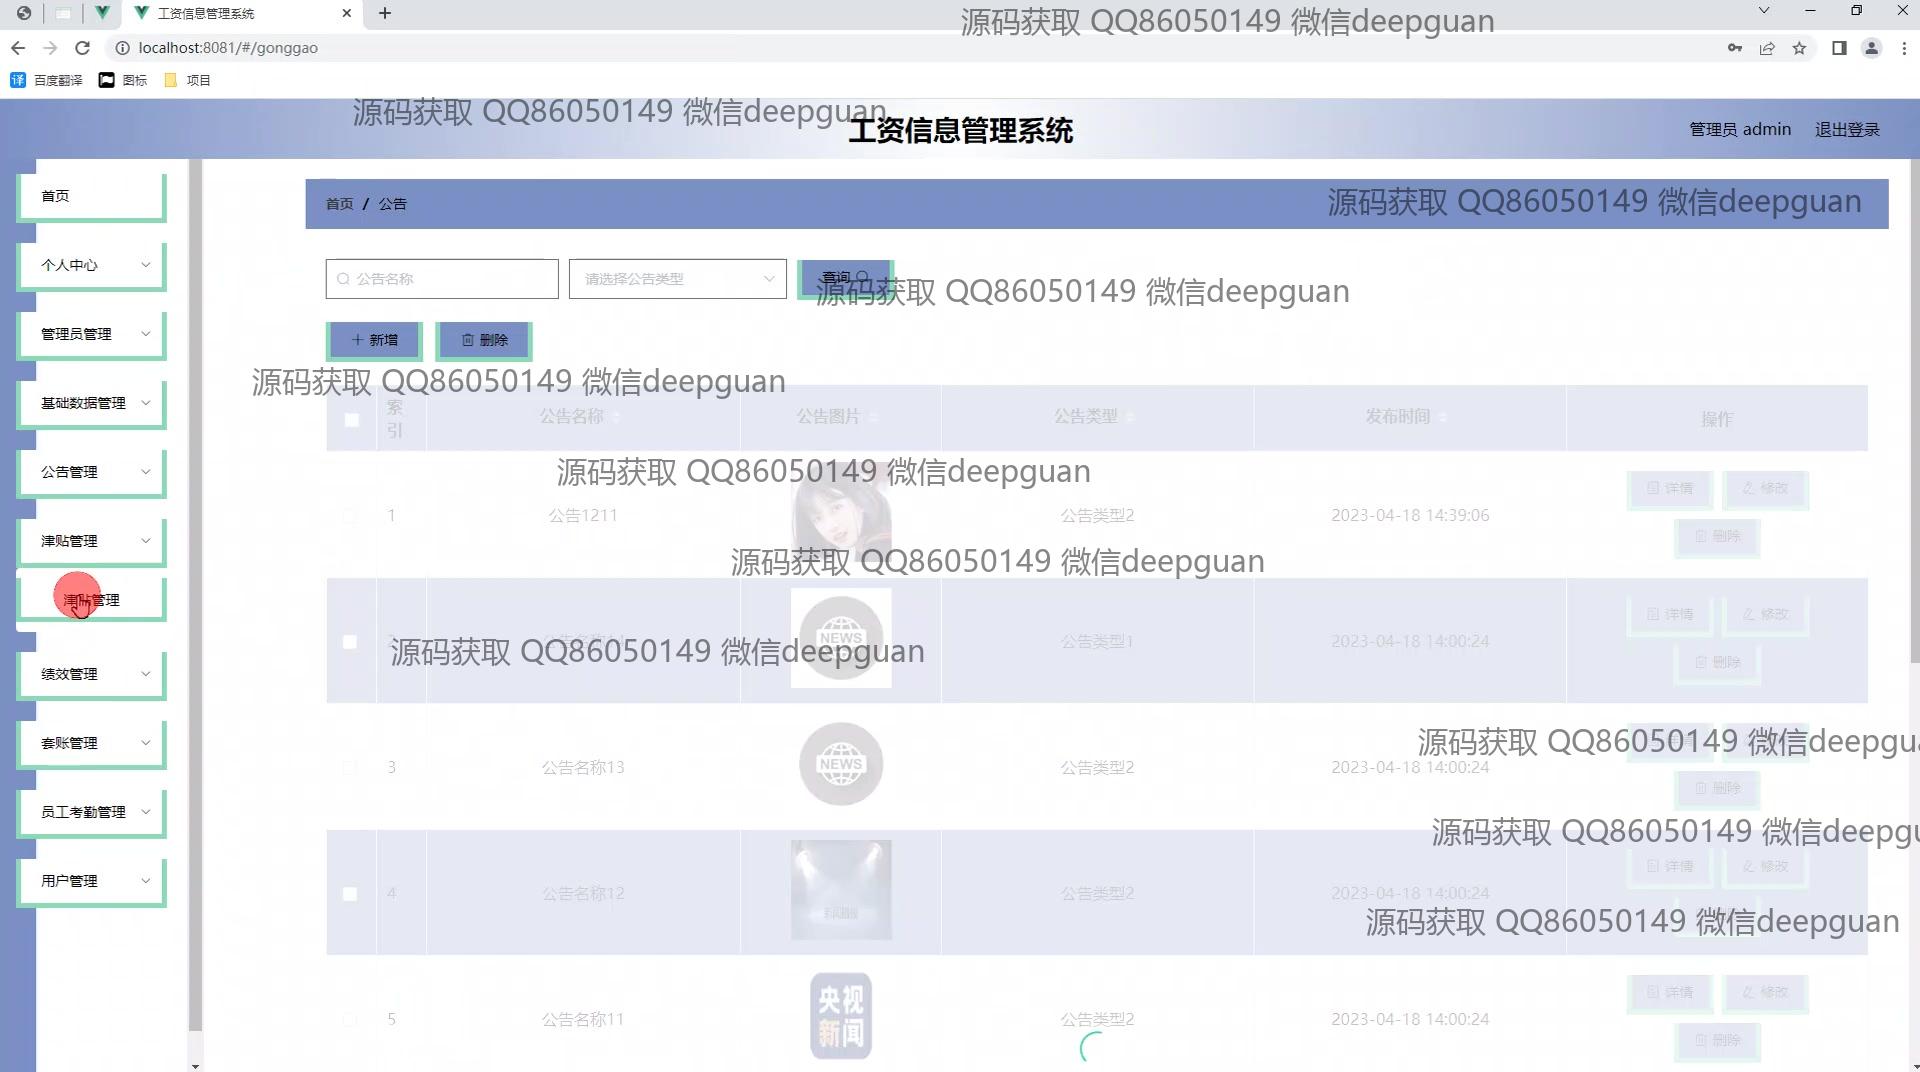 工资信息管理系统
源码获取 QQ86050149 微信deepguan
localhost:8081/#/gonggao
百度翻译 图标 项目
源码获取 QQ86050149 微信deepguan
工资信息管理系统
管理员 admin 退出登录
首页
个人中心
管理员管理
基础数据管理
公告管理
津贴管理
津贴管理
绩效管理
套账管理
员工考勤管理
用户管理
首页 / 公告
源码获取 QQ86050149 微信deepguan
公告名称 请选择公告类型 查询
源码获取 QQ86050149 微信deepguan
新增 删除
源码获取 QQ86050149 微信deepguan
索引 公告名称 公告图片 公告类型 发布时间 操作
源码获取 QQ86050149 微信deepguan
1 公告1211 公告类型2 2023-04-18 14:39:06 详情 修改
删除
源码获取 QQ86050149 微信deepguan
NEWS 公告类型1 2023-04-18 14:00:24 详情 修改
删除
源码获取 QQ86050149 微信deepguan
源码获取 QQ86050149 微信deepgu
3 公告名称13 NEWS 公告类型2 2023-04-18 14:00:24
删除
源码获取 QQ86050149 微信deepgu
4 公告名称12 公告类型2 2023-04-18 14:00:24 详情 修改
源码获取 QQ86050149 微信deepguan
5 公告名称11 央视新闻 公告类型2 2023-04-18 14:00:24 详情 修改
删除